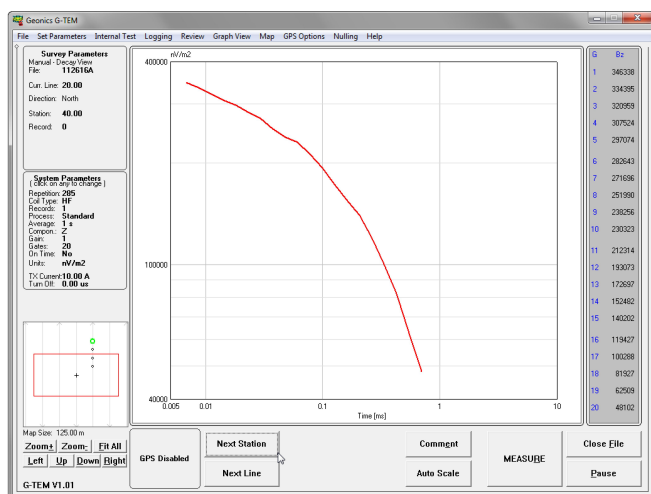 Geonics G-TEM
File Set Parameters Internal Test Logging Review Graph View Map GPS Options Nulling Help
Survey Parameters
Manual - Decay View
File: 112616A
Curr. Line: 20.00
Direction: North
Station: 40.00
Record: 0
System Parameters
( click on any to change )
Repetition: 285
Coil Type: HF
Records: 1
Process: Standard
Average: 1 s
Compon.: Z
Gain: 1
Gates: 20
On Time: No
Units: nV/m2
TX Current: 10.00 A
Turn Off: 0.00 us
Map Size: 125.00 m
Zoom+ Zoom- Fit All
Left Up Down Right
G-TEM V1.01
nV/m2
400000
100000
40000
0.005 0.01 0.1 1 10
Time [ms]
GPS Disabled
Next Station
Next Line
Comment
Auto Scale
MEASURE
Close File
Pause
G Bz
1 346338
2 334395
3 320959
4 307524
5 297074
6 282643
7 271696
8 251990
9 238256
10 230323
11 212314
12 193073
13 172697
14 152482
15 140202
16 119427
17 100288
18 81927
19 62509
20 48102